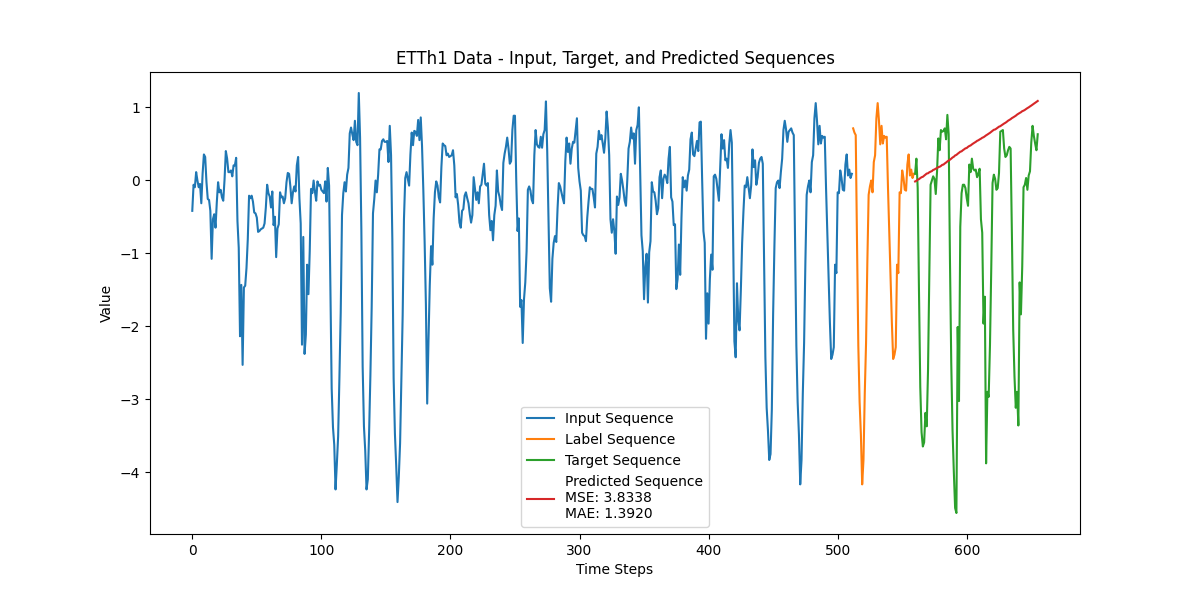 ETTh1 Data - Input, Target, and Predicted Sequences
1
0
−1
−2
−3
−4
Value
Input Sequence
Label Sequence
Target Sequence
Predicted Sequence
MSE: 3.8338
MAE: 1.3920
0 100 200 300 400 500 600
Time Steps